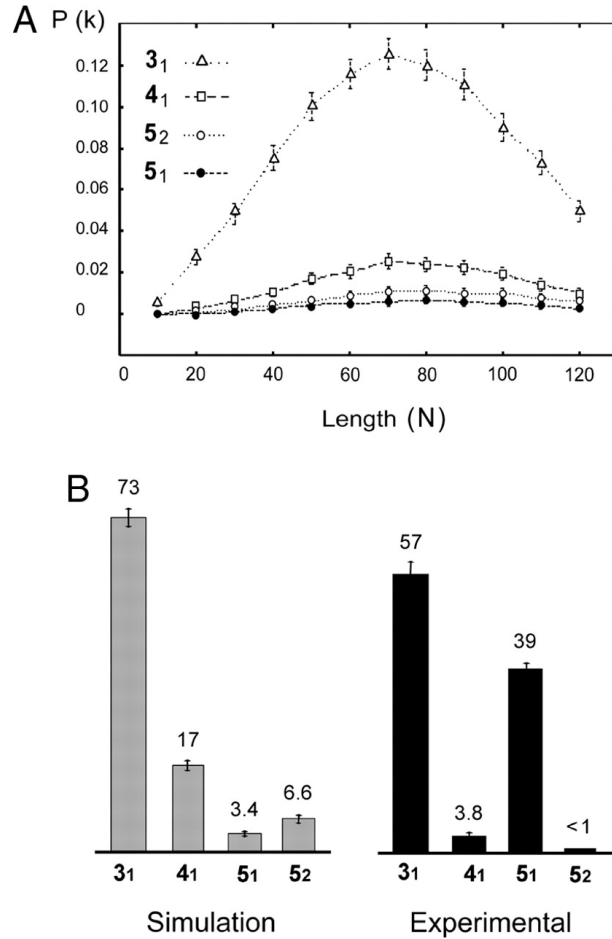 A P (k)
0.12
0.10
0.08
0.06
0.04
0.02
0
3₁
4₁
5₂
5₁
0 20 40 60 80 100 120
Length (N)
B
73
17
3.4
6.6
3₁ 4₁ 5₁ 5₂
Simulation
57
3.8
39
<1
3₁ 4₁ 5₁ 5₂
Experimental